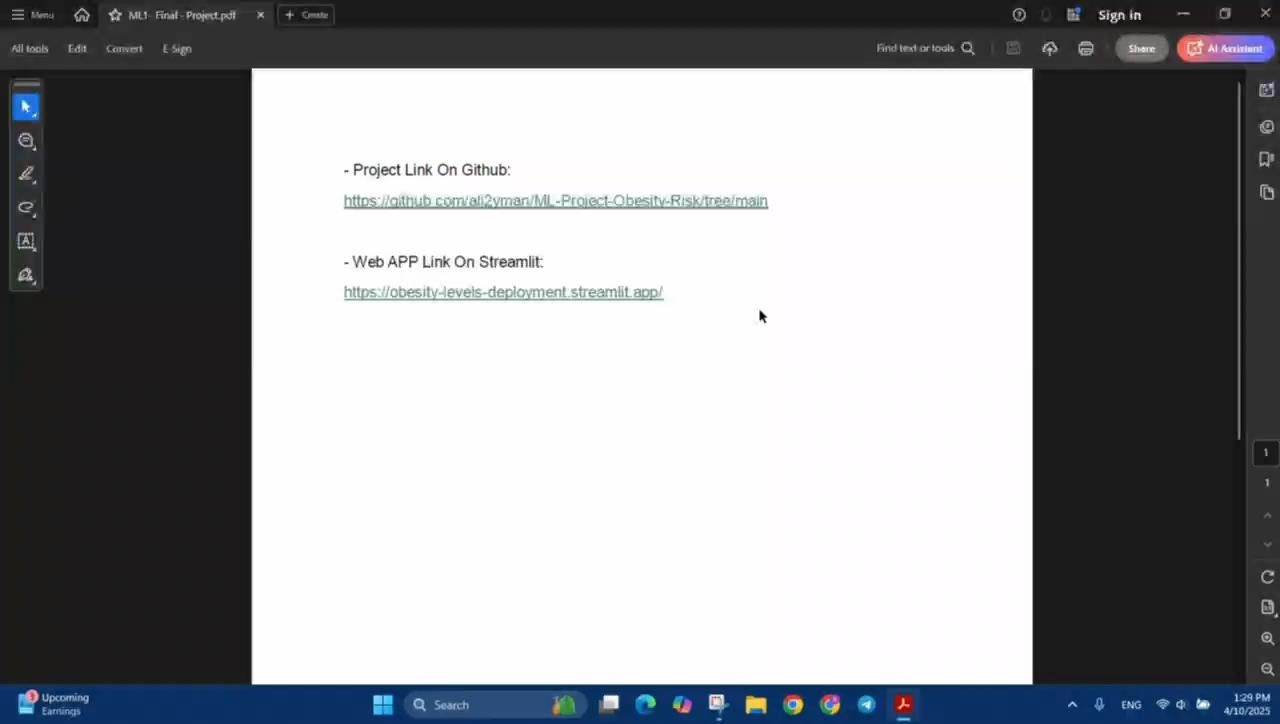 Menu
ML1 - Final - Project.pdf
Create
Sign in
All tools
Edit
Convert
E-Sign
Find text or tools
Share
AI Assistant
- Project Link On Github:
https://github.com/ali2yman/ML-Project-Obesity-Risk/tree/main
- Web APP Link On Streamlit:
https://obesity-levels-deployment.streamlit.app/
1
1
Upcoming
Earnings
Search
ENG
1:29 PM
4/10/2025